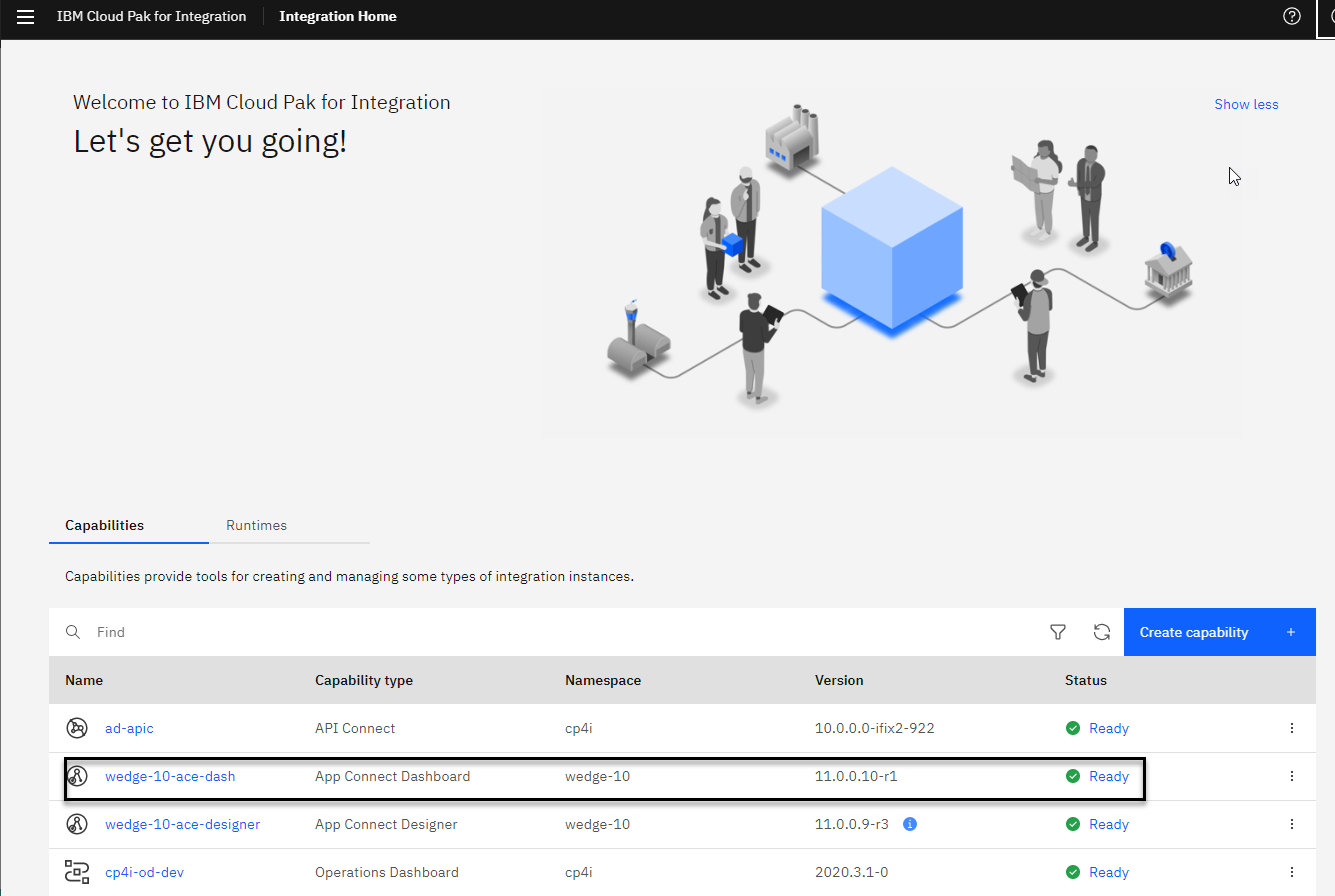 IBM Cloud Pak for Integration Integration Home
Welcome to IBM Cloud Pak for Integration
Show less
Let's get you going!
Capabilities Runtimes
Capabilities provide tools for creating and managing some types of integration instances.
Find Create capability +
Name Capability type Namespace Version Status
ad-apic API Connect cp4i 10.0.0.0-ifix2-922 Ready
wedge-10-ace-dash App Connect Dashboard wedge-10 11.0.0.10-r1 Ready
wedge-10-ace-designer App Connect Designer wedge-10 11.0.0.9-r3 Ready
cp4i-od-dev Operations Dashboard cp4i 2020.3.1-0 Ready